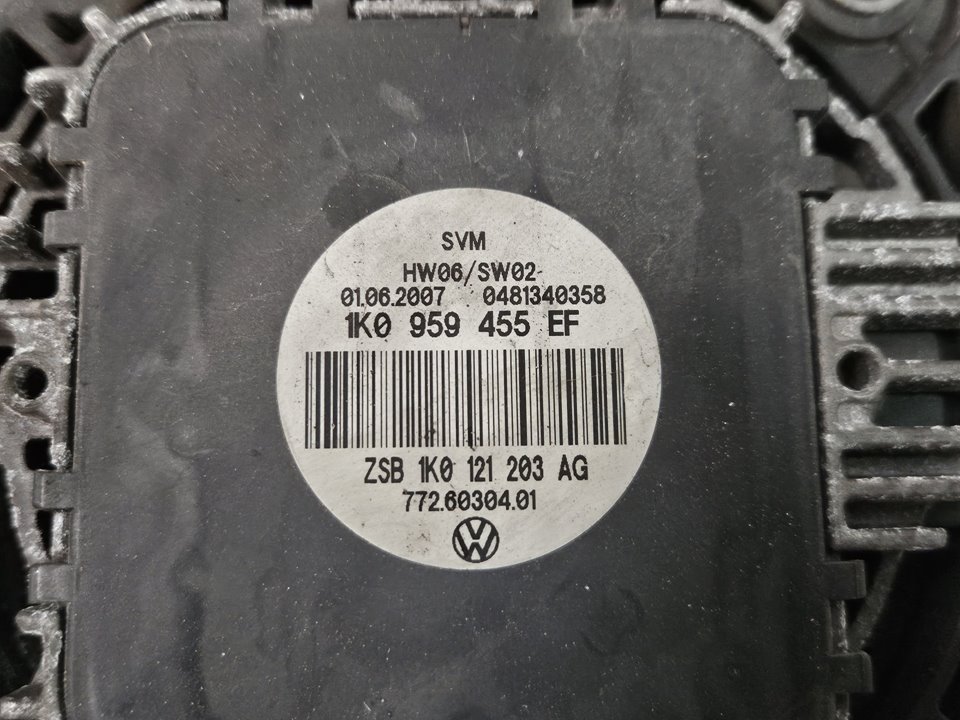 SVM
HW06/SW02
01.06.2007 0481340358
1K0 959 455 EF
ZSB 1K0 121 203 AG
772.60304.01
VW